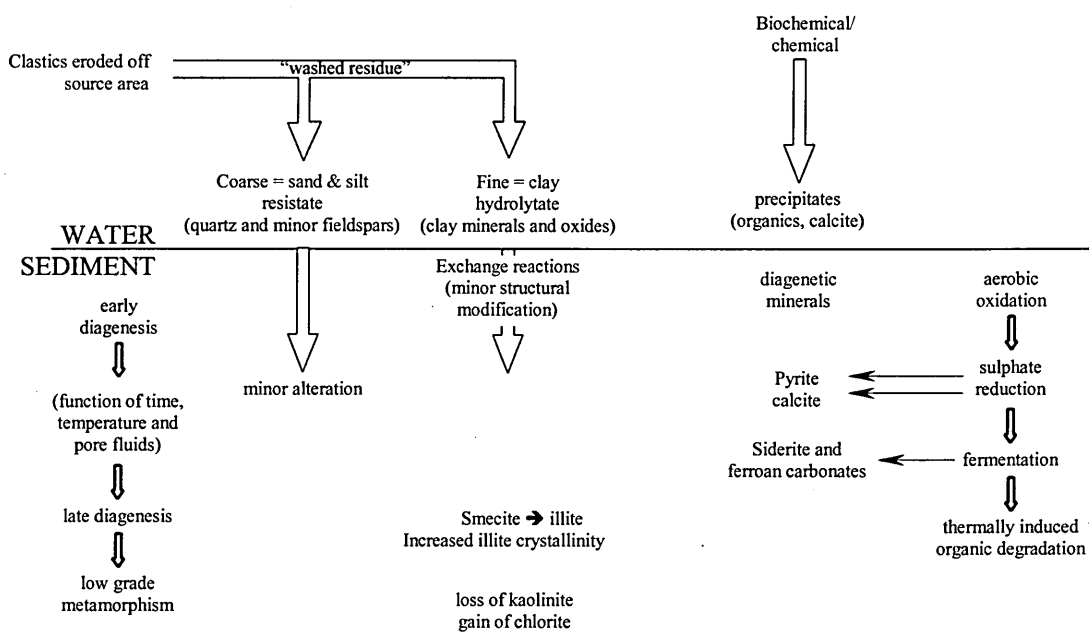 Clastics eroded off
source area
"washed residue"
Biochemical/
chemical
Coarse = sand & silt
resistate
(quartz and minor fieldspars)
Fine = clay
hydrolytate
(clay minerals and oxides)
precipitates
(organics, calcite)
WATER
SEDIMENT
early
diagenesis
(function of time,
temperature and
pore fluids)
late diagenesis
low grade
metamorphism
minor alteration
Exchange reactions
(minor structural
modification)
Smecite ➔ illite
Increased illite crystallinity
loss of kaolinite
gain of chlorite
diagenetic
minerals
Pyrite
calcite
Siderite and
ferroan carbonates
aerobic
oxidation
sulphate
reduction
fermentation
thermally induced
organic degradation